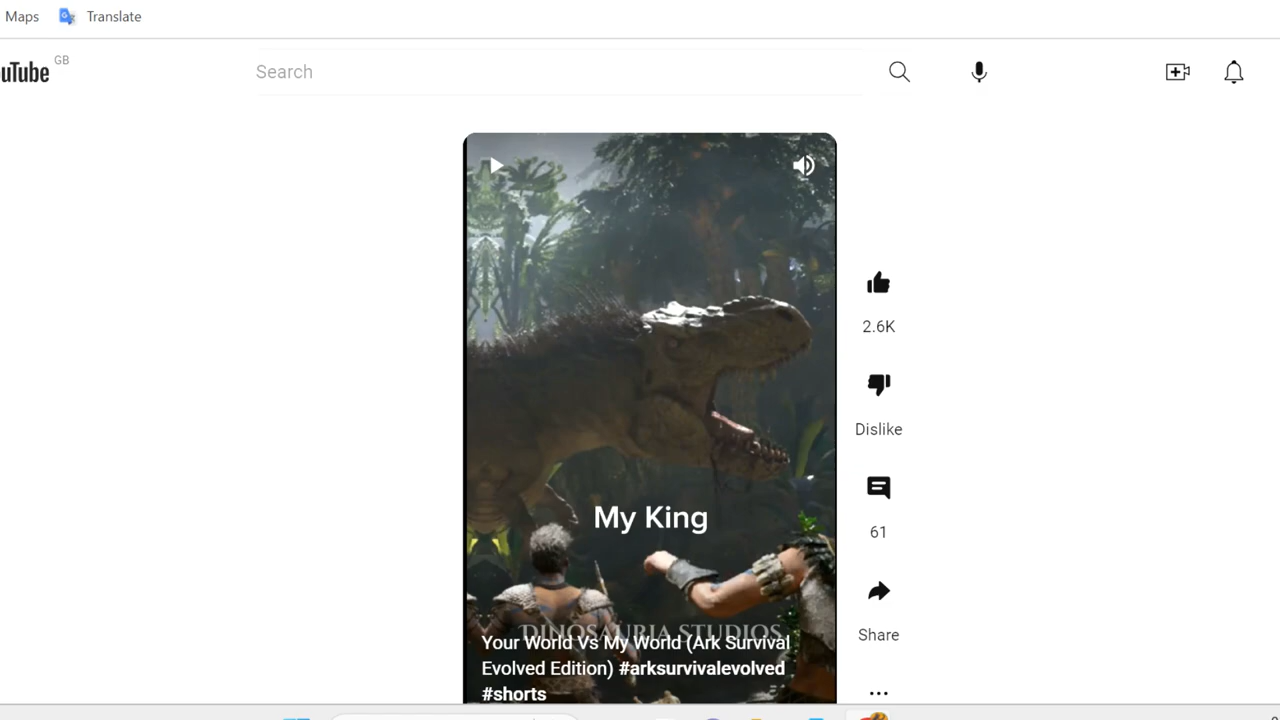 Maps Translate
uTube GB
Search
My King
2.6K
Dislike
61
Share
DINOSAURIA STUDIOS
Your World Vs My World (Ark Survival
Evolved Edition) #arksurvivalevolved
#shorts